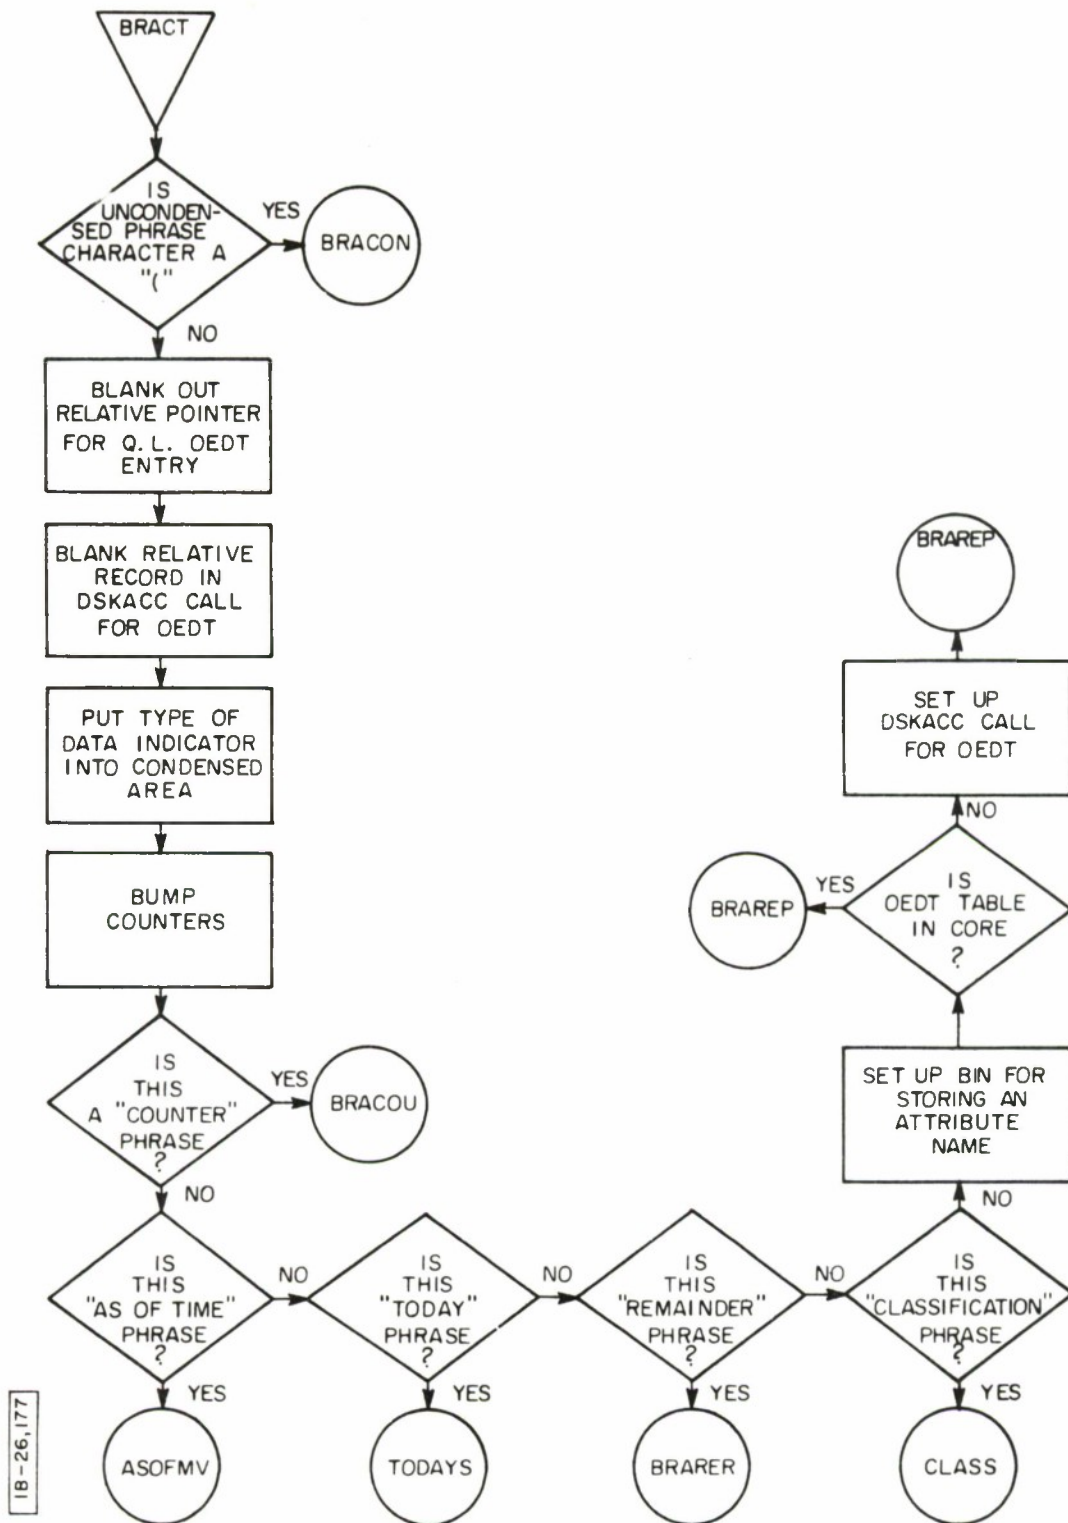 BRACT
IS
UNCONDEN-
SED PHRASE
CHARACTER A
"("
YES
BRACON
NO
BLANK OUT
RELATIVE POINTER
FOR Q.L. OEDT
ENTRY
BLANK RELATIVE
RECORD IN
DSKACC CALL
FOR OEDT
PUT TYPE OF
DATA INDICATOR
INTO CONDENSED
AREA
BUMP
COUNTERS
IS
THIS
A "COUNTER"
PHRASE
?
YES
BRACOU
NO
IS
THIS
"AS OF TIME"
PHRASE
?
YES
ASOFMV
NO
IS
THIS
"TODAY"
PHRASE
?
YES
TODAYS
NO
IS
THIS
"REMAINDER"
PHRASE
?
YES
BRARER
NO
IS
THIS
"CLASSIFICATION"
PHRASE
?
YES
CLASS
NO
SET UP BIN FOR
STORING AN
ATTRIBUTE
NAME
IS
OEDT TABLE
IN CORE
?
YES
BRAREP
NO
SET UP
DSKACC CALL
FOR OEDT
BRAREP
IB-26,177